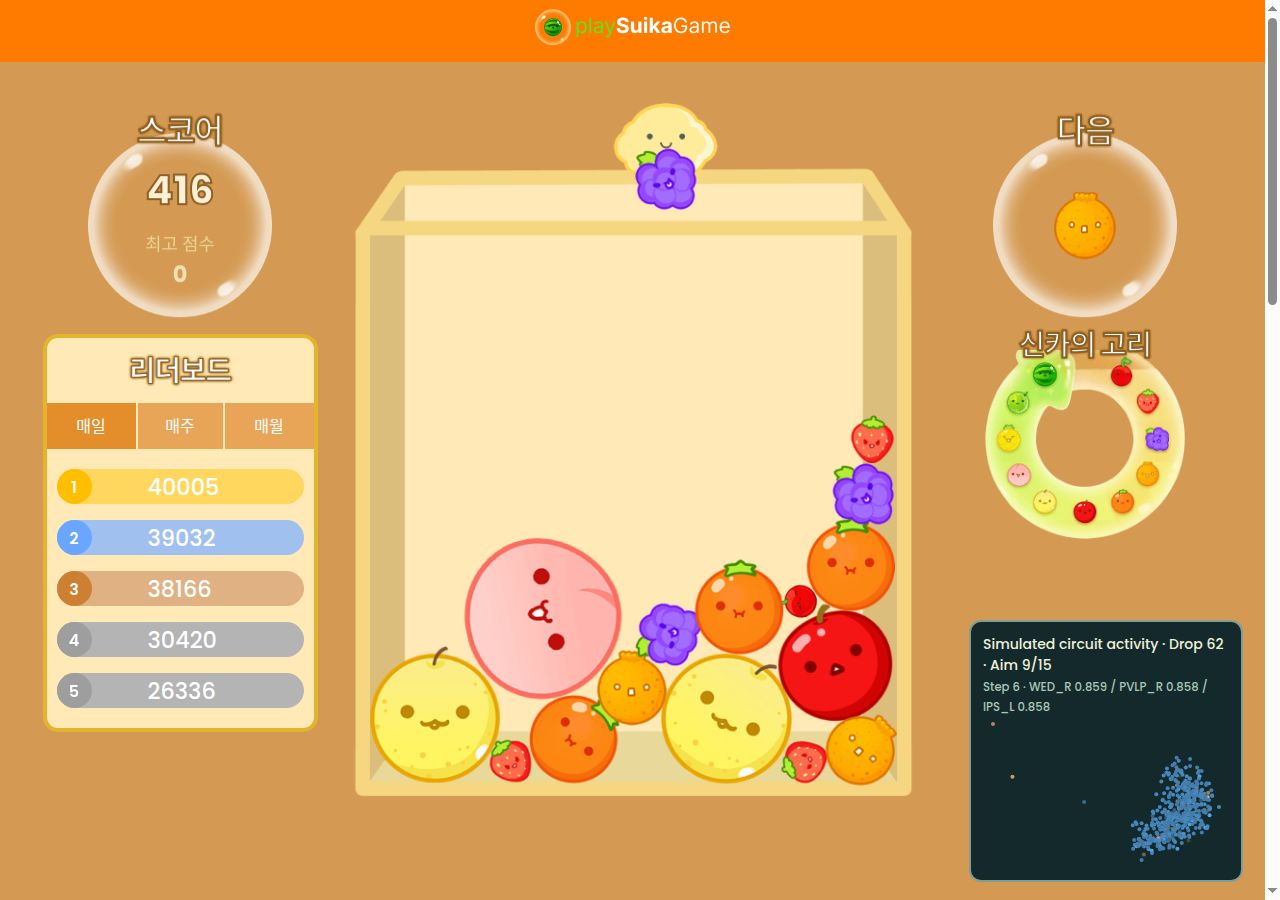 playSuikaGame
스코어
416
최고 점수
0
다음
신카의 고리
리더보드
매일 매주 매월
1 40005
2 39032
3 38166
4 30420
5 26336
Simulated circuit activity · Drop 62
· Aim 9/15
Step 6 · WED_R 0.859 / PVLP_R 0.858 /
IPS_L 0.858